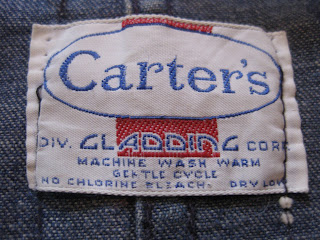 Carter's
DIV. GLADDING CORP
MACHINE WASH WARM
GENTLE CYCLE
NO CHLORINE BLEACH. DRY LOW